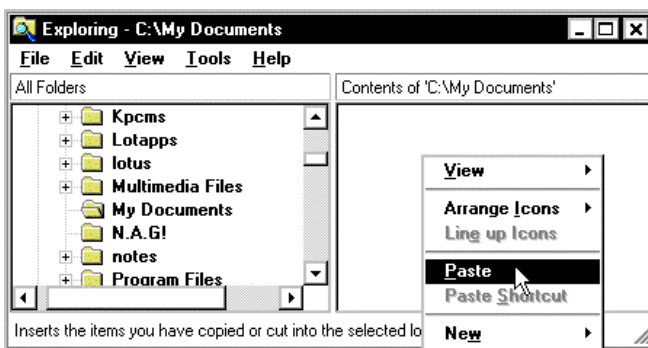 Exploring - C:\My Documents
File Edit View Tools Help
All Folders
Contents of 'C:\My Documents'
Kpcms
Lotapps
lotus
Multimedia Files
My Documents
N.A.G!
notes
Program Files
View
Arrange Icons
Line up Icons
Paste
Paste Shortcut
New
Inserts the items you have copied or cut into the selected lo